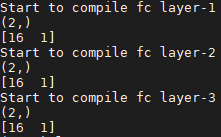 Start to compile fc layer-1
(2,)
[16  1]
Start to compile fc layer-2
(2,)
[16  1]
Start to compile fc layer-3
(2,)
[16  1]